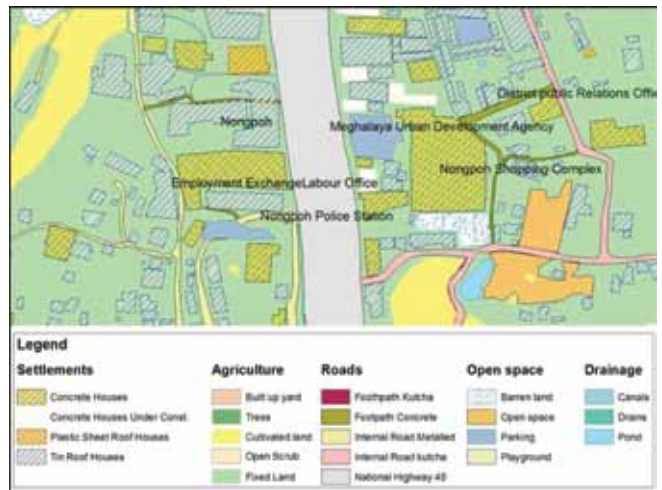 District public Relations Office
Nongpoh
Meghalaya Urban Development Agency
Nongpoh Shopping Complex
Employment ExchangeLabour Office
Nongpoh Police Station
Legend
Settlements
Concrete Houses
Concrete Houses Under Const.
Plastic Sheet Roof Houses
Tin Roof Houses
Agriculture
Built up yard
Trees
Cultivated land
Open Scrub
Fixed Land
Roads
Foothpath Kutcha
Footpath Concrete
Internal Road Metalled
Internal Road kutcha
National Highway 40
Open space
Barren land
Open space
Parking
Playground
Drainage
Canals
Drains
Pond